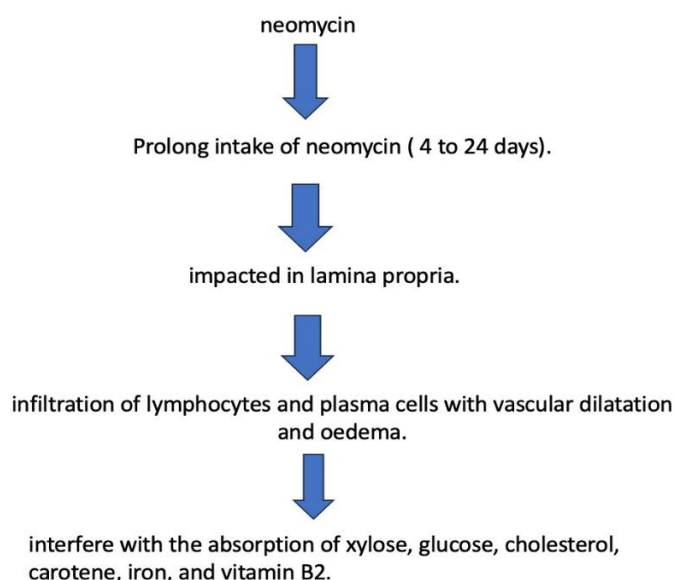 neomycin
Prolong intake of neomycin ( 4 to 24 days).
impacted in lamina propria.
infiltration of lymphocytes and plasma cells with vascular dilatation
and oedema.
interfere with the absorption of xylose, glucose, cholesterol,
carotene, iron, and vitamin B2.